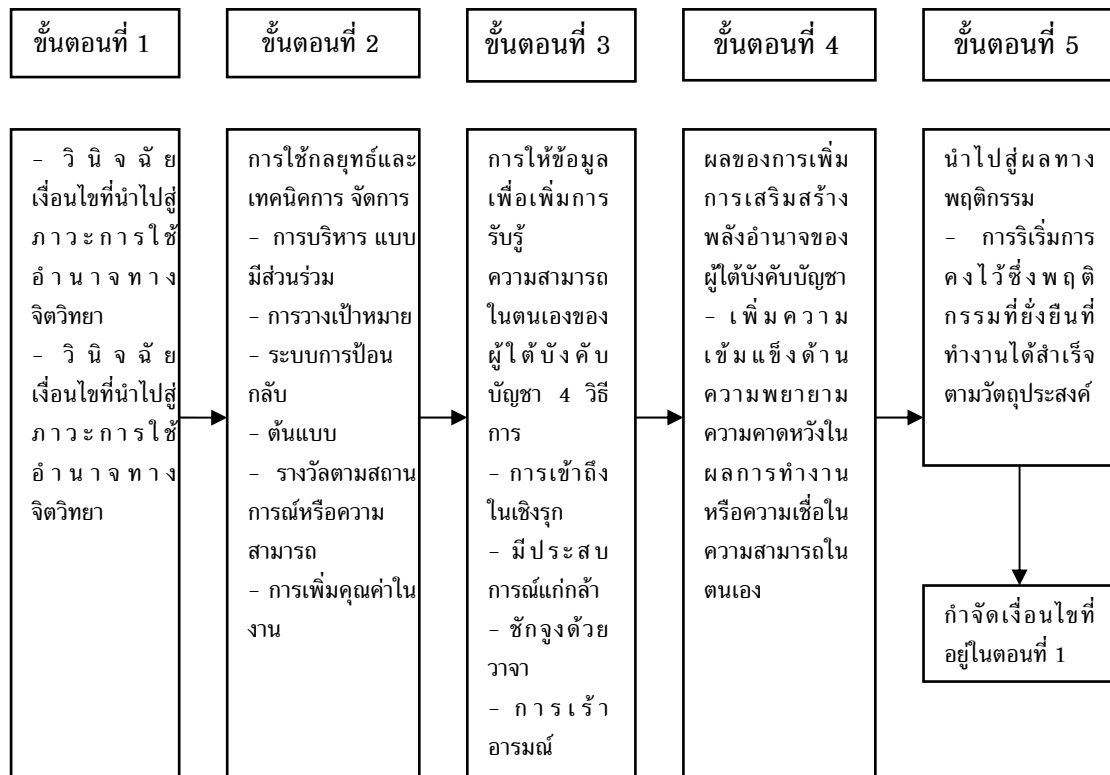 ขั้นตอนที่ 1
ขั้นตอนที่ 2
ขั้นตอนที่ 3
ขั้นตอนที่ 4
ขั้นตอนที่ 5
- วินิจฉัย
เงื่อนไขที่นำไปสู่
ภาวะการใช้
อำนาจทาง
จิตวิทยา
- วินิจฉัย
เงื่อนไขที่นำไปสู่
ภาวะการใช้
อำนาจทาง
จิตวิทยา
การใช้กลยุทธ์และ
เทคนิคการ จัดการ
- การบริหาร แบบ
มีส่วนร่วม
- การวางเป้าหมาย
- ระบบการป้อน
กลับ
- ต้นแบบ
- รางวัลตามสถาน
การณ์หรือความ
สามารถ
- การเพิ่มคุณค่าใน
งาน
การให้ข้อมูล
เพื่อเพิ่มการ
รับรู้
ความสามารถ
ในตนเองของ
ผู้ใต้บังคับ
บัญชา 4 วิธี
การ
- การเข้าถึง
ในเชิงรุก
- มีประสบ
การณ์แก่กล้า
- ชักจูงด้วย
วาจา
- การเร้า
อารมณ์
ผลของการเพิ่ม
การเสริมสร้าง
พลังอำนาจของ
ผู้ใต้บังคับบัญชา
- เพิ่มความ
เข้มแข็งด้าน
ความพยายาม
ความคาดหวังใน
ผลการทำงาน
หรือความเชื่อใน
ความสามารถใน
ตนเอง
นำไปสู่ผลทาง
พฤติกรรม
- การริเริ่มการ
คงไว้ซึ่งพฤติ
กรรมที่ยั่งยืนที่
ทำงานได้สำเร็จ
ตามวัตถุประสงค์
กำจัดเงื่อนไขที่
อยู่ในตอนที่ 1